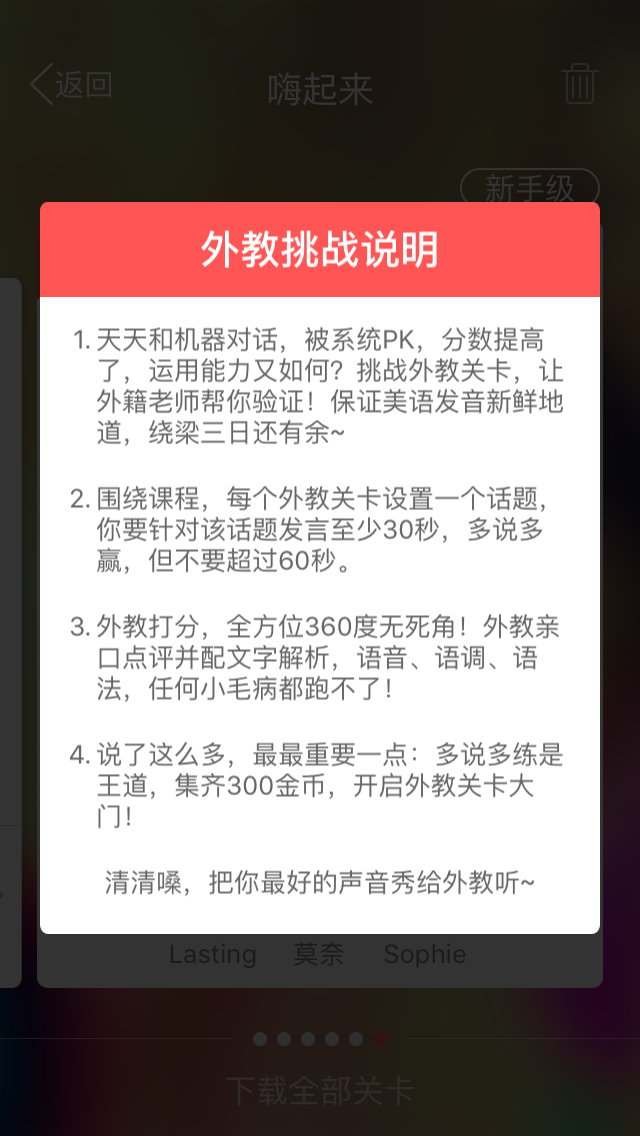 返回
嗨起来
新手级
外教挑战说明
1. 天天和机器对话，被系统PK，分数提高
了，运用能力又如何？挑战外教关卡，让
外籍老师帮你验证！保证美语发音新鲜地
道，绕梁三日还有余~
2. 围绕课程，每个外教关卡设置一个话题，
你要针对该话题发言至少30秒，多说多
赢，但不要超过60秒。
3. 外教打分，全方位360度无死角！外教亲
口点评并配文字解析，语音、语调、语
法，任何小毛病都跑不了！
4. 说了这么多，最最重要一点：多说多练是
王道，集齐300金币，开启外教关卡大
门！
清清嗓，把你最好的声音秀给外教听~
Lasting 莫奈 Sophie
下载全部关卡